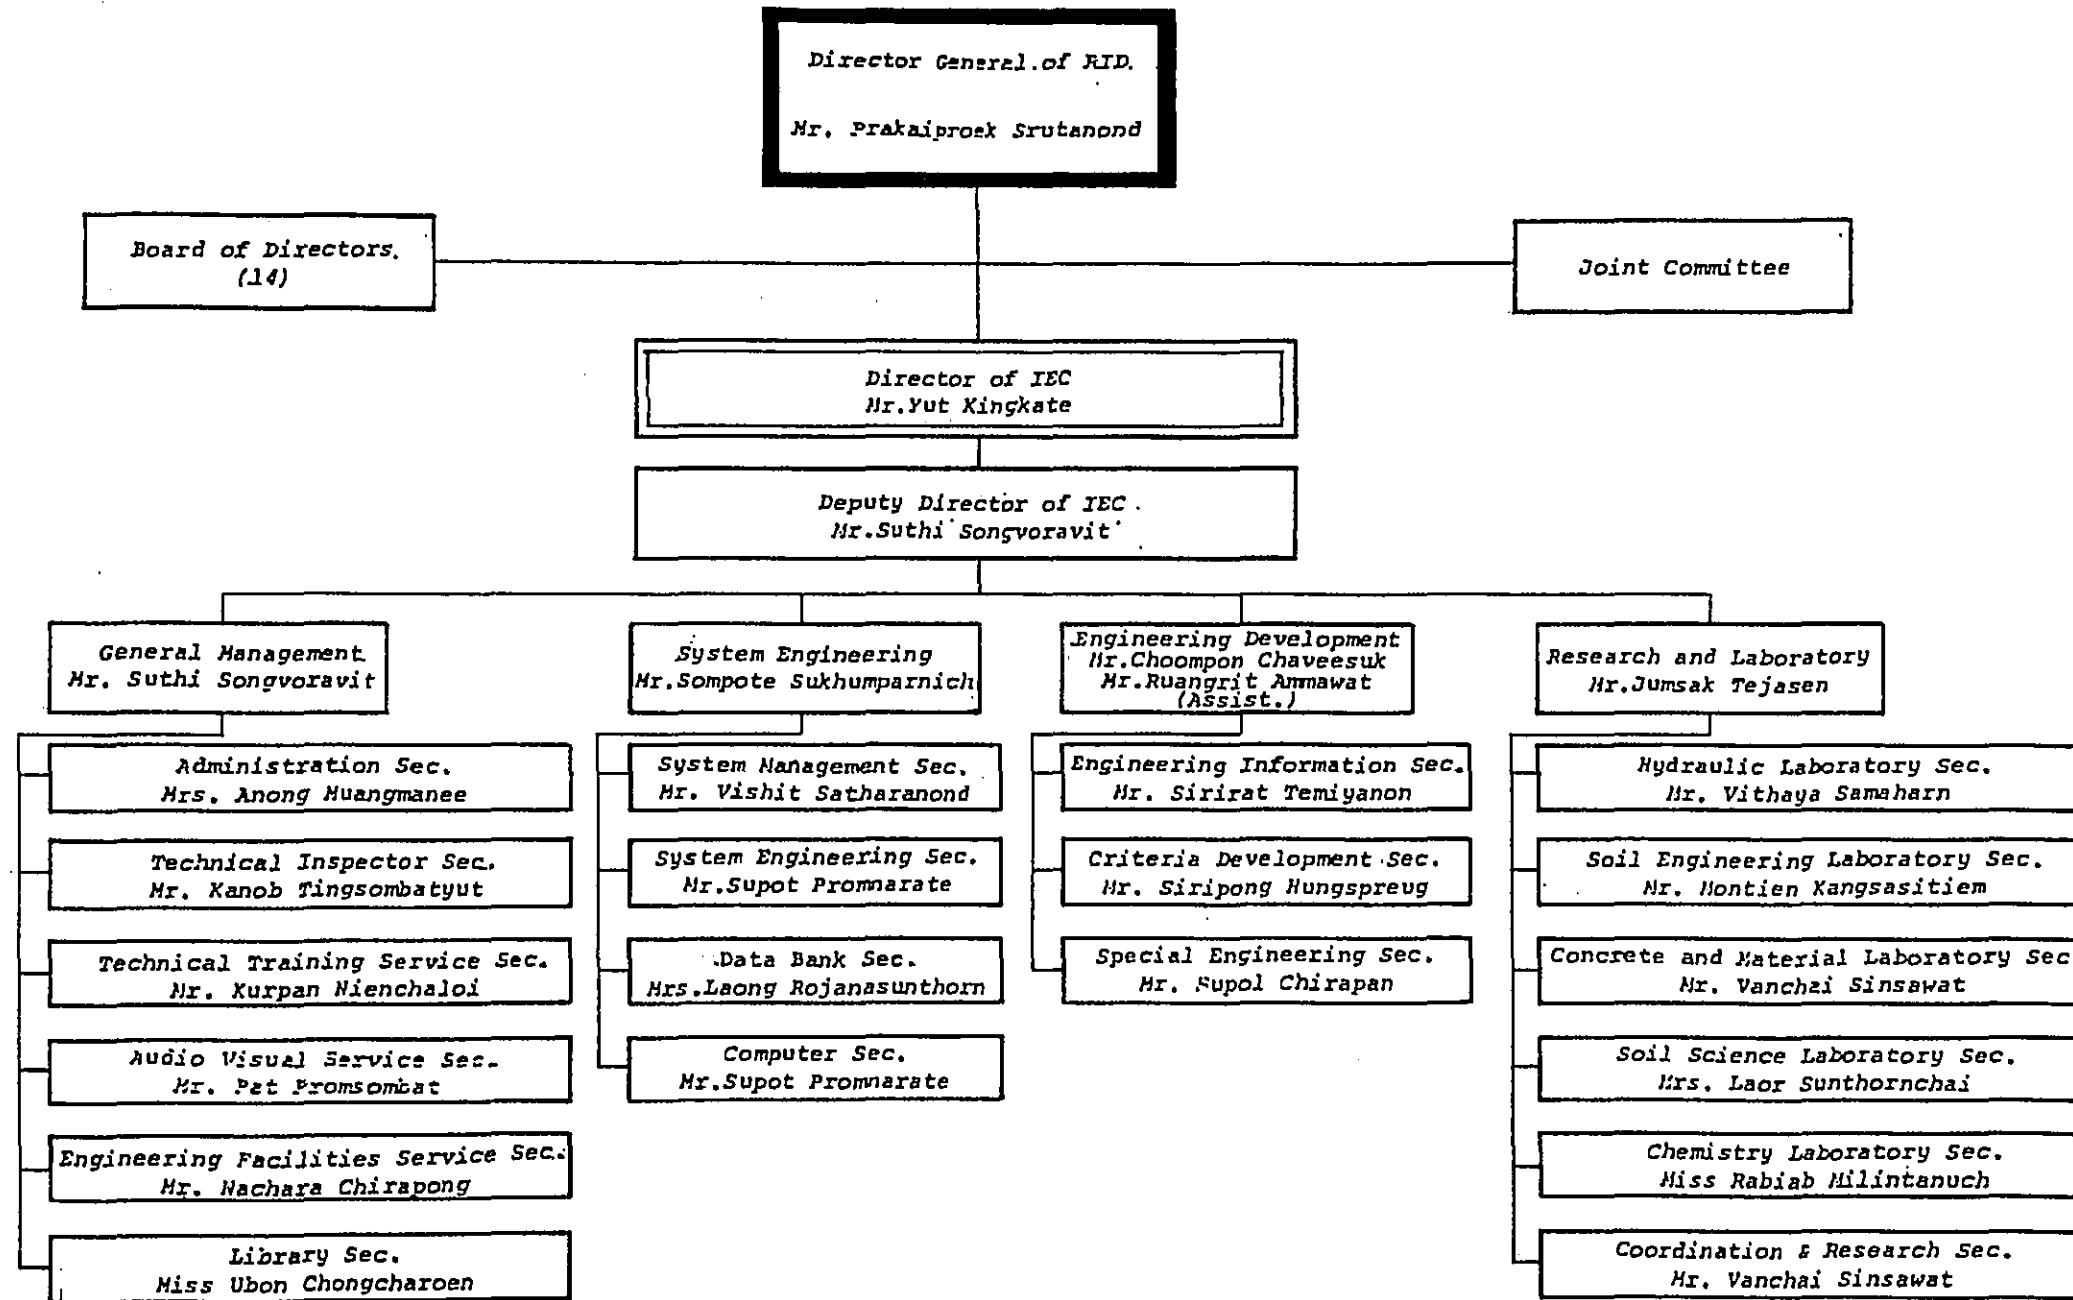 Director General of RID.
Mr. Prakaiproek Srutanond
Board of Directors.
(14)
Joint Committee
Director of IEC
Mr.Yut Kingkate
Deputy Director of IEC
Mr.Suthi Songvoravit
General Management
Mr. Suthi Songvoravit
System Engineering
Mr.Sompote Sukhumparnich
Engineering Development
Mr.Choompon Chaveesuk
Mr.Ruangrit Ammawat
(Assist.)
Research and Laboratory
Mr.Jumsak Tejasen
Administration Sec.
Mrs. Anong Muangmanee
Technical Inspector Sec.
Mr. Kanob Tingsombatyut
Technical Training Service Sec.
Mr. Kurpan Nienchaloi
Audio Visual Service Sec.
Mr. Pat Promsombat
Engineering Facilities Service Sec.
Mr. Wachara Chirapong
Library Sec.
Miss Ubon Chongcharoen
System Management Sec.
Mr. Vishit Satharanond
System Engineering Sec.
Mr.Supot Promnarate
Data Bank Sec.
Mrs.Laong Rojanasunthorn
Computer Sec.
Mr.Supot Promnarate
Engineering Information Sec.
Mr. Sirirat Temiyanon
Criteria Development Sec.
Mr. Siripong Hungspreug
Special Engineering Sec.
Mr. Supol Chirapan
Hydraulic Laboratory Sec.
Mr. Vithaya Samaharn
Soil Engineering Laboratory Sec.
Mr. Montien Kangsasitiem
Concrete and Material Laboratory Sec
Mr. Vanchai Sinsawat
Soil Science Laboratory Sec.
Mrs. Laor Sunthornchai
Chemistry Laboratory Sec.
Miss Rabiab Milintanuch
Coordination & Research Sec.
Mr. Vanchai Sinsawat